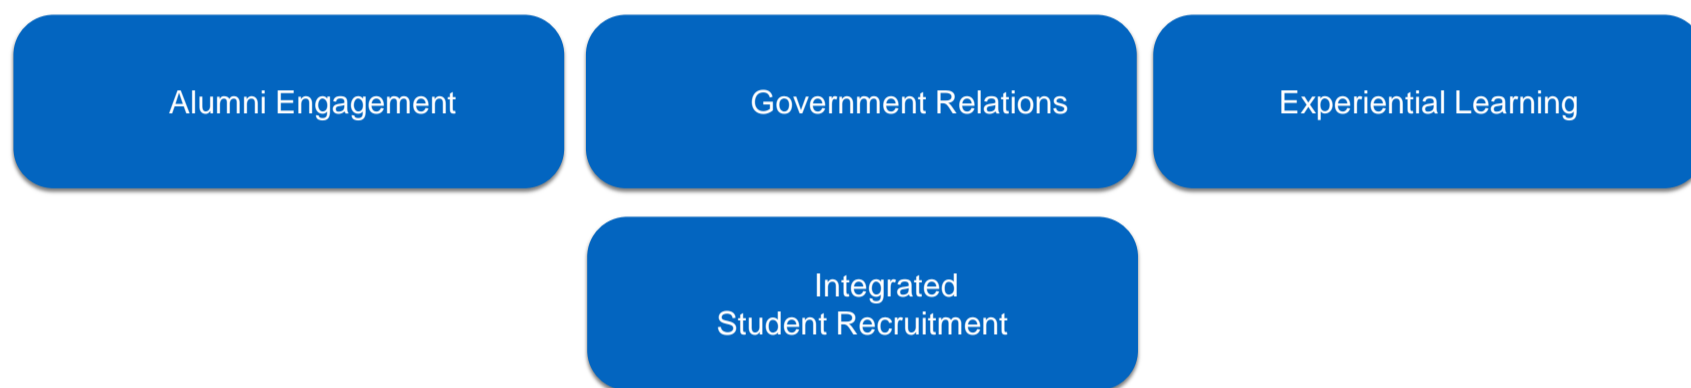 Alumni Engagement
Government Relations
Experiential Learning
Integrated
Student Recruitment